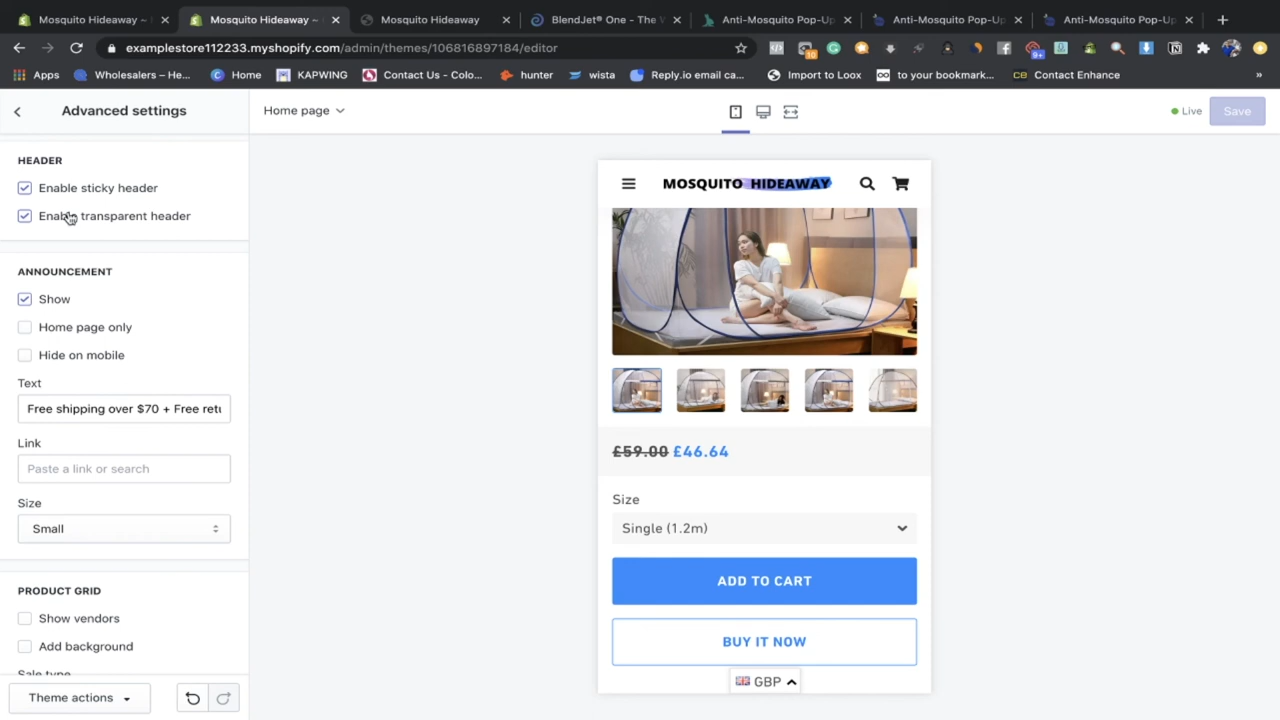 Mosquito Hideaway ~
Mosquito Hideaway ~
Mosquito Hideaway
BlendJet® One - The
Anti-Mosquito Pop-Up
Anti-Mosquito Pop-Up
Anti-Mosquito Pop-Up
examplestore112233.myshopify.com/admin/themes/106816897184/editor
Apps
Wholesalers – He...
Home
KAPWING
Contact Us - Colo...
hunter
wista
Reply.io email ca...
Import to Loox
to your bookmark...
Contact Enhance
»
Advanced settings
Home page
Live
Save
HEADER
Enable sticky header
Enable transparent header
ANNOUNCEMENT
Show
Home page only
Hide on mobile
Text
Free shipping over $70 + Free retu
Link
Paste a link or search
Size
Small
PRODUCT GRID
Show vendors
Add background
Sale type
Theme actions
MOSQUITO HIDEAWAY
£59.00 £46.64
Size
Single (1.2m)
ADD TO CART
BUY IT NOW
GBP